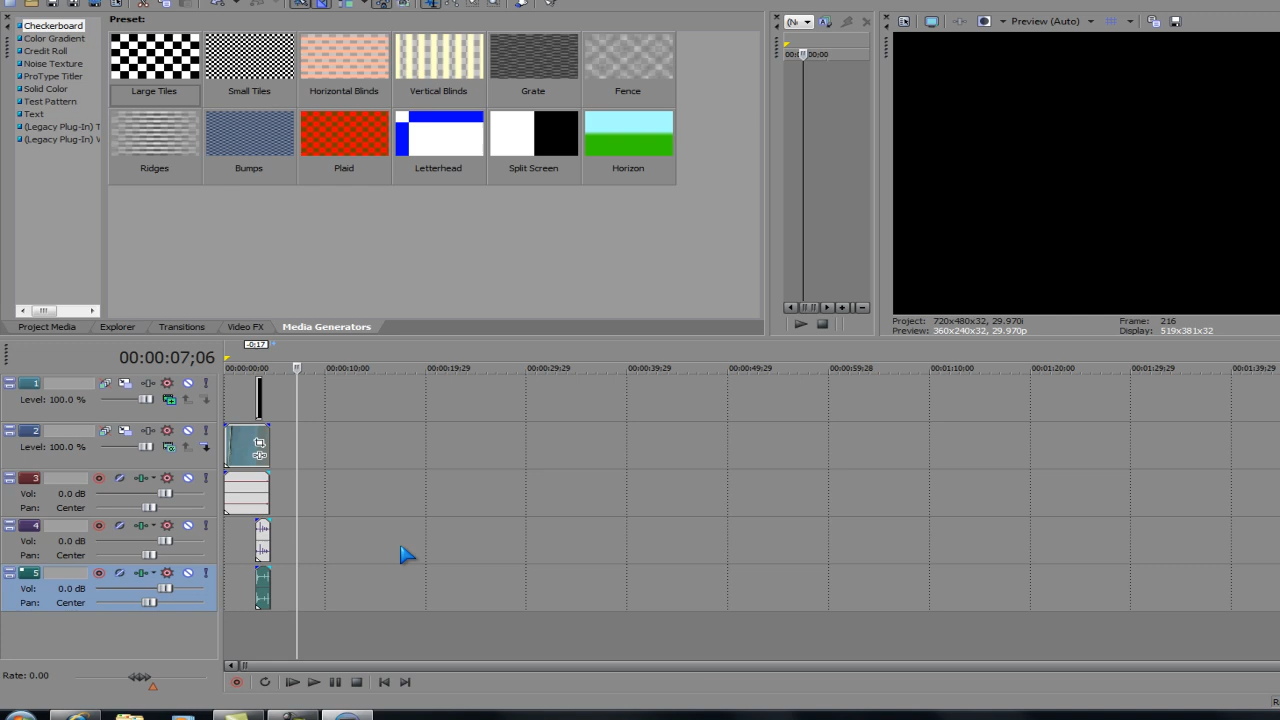 Preset:
Checkerboard
Color Gradient
Credit Roll
Noise Texture
ProType Titler
Solid Color
Test Pattern
Text
(Legacy Plug-In) T
(Legacy Plug-In)
Large Tiles
Small Tiles
Horizontal Blinds
Vertical Blinds
Grate
Fence
Ridges
Bumps
Plaid
Letterhead
Split Screen
Horizon
Preview (Auto)
Project: 720x480x32, 29.970i
Frame: 216
Preview: 360x240x32, 29.970p
Display: 519x381x32
Project Media
Explorer
Transitions
Video FX
Media Generators
-0;17
00:00:07;06
00:00:00;00
00:00:10;00
00:00:19;29
00:00:29;29
00:00:39;29
00:00:49;29
00:00:59;28
00:01:10;00
00:01:20;00
00:01:29;29
00:01:39;29
1
Level: 100.0 %
2
Level: 100.0 %
3
Vol: 0.0 dB
Pan: Center
4
Vol: 0.0 dB
Pan: Center
5
Vol: 0.0 dB
Pan: Center
Rate: 0.00